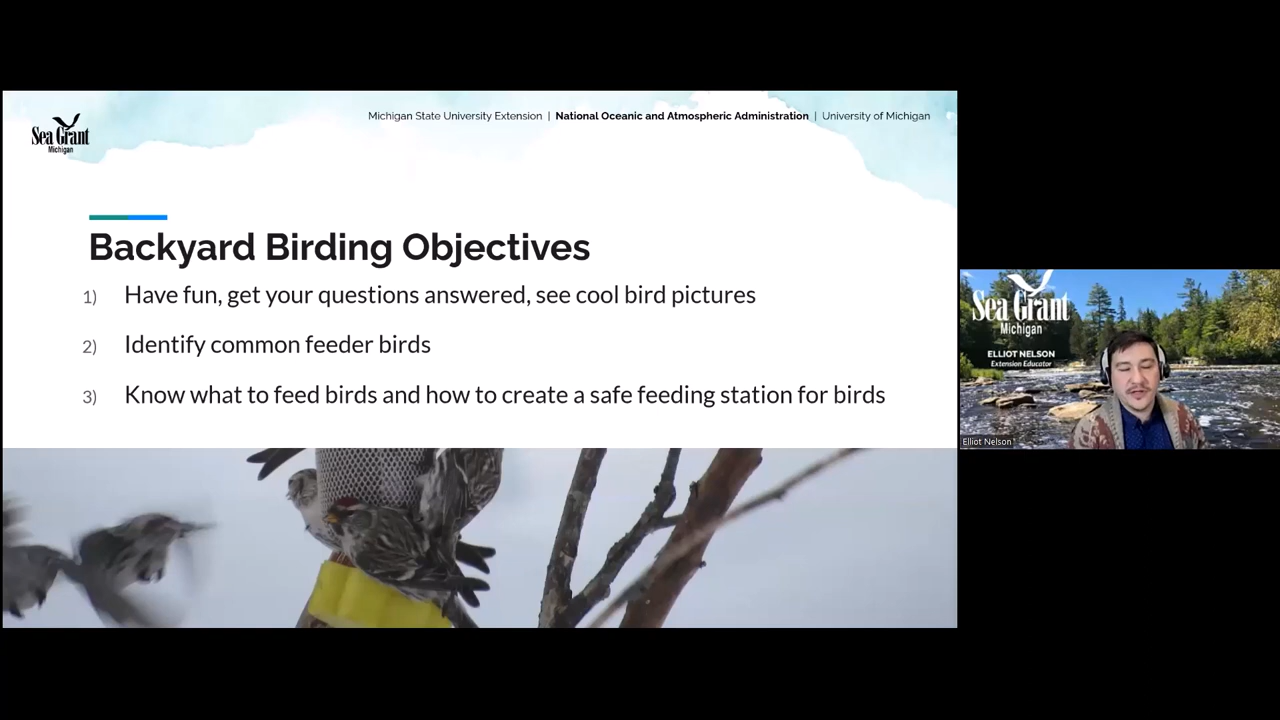 Sea Grant
Michigan
Michigan State University Extension | National Oceanic and Atmospheric Administration | University of Michigan
Backyard Birding Objectives
1) Have fun, get your questions answered, see cool bird pictures
2) Identify common feeder birds
3) Know what to feed birds and how to create a safe feeding station for birds
Sea Grant
Michigan
ELLIOT NELSON
Extension Educator
Elliot Nelson